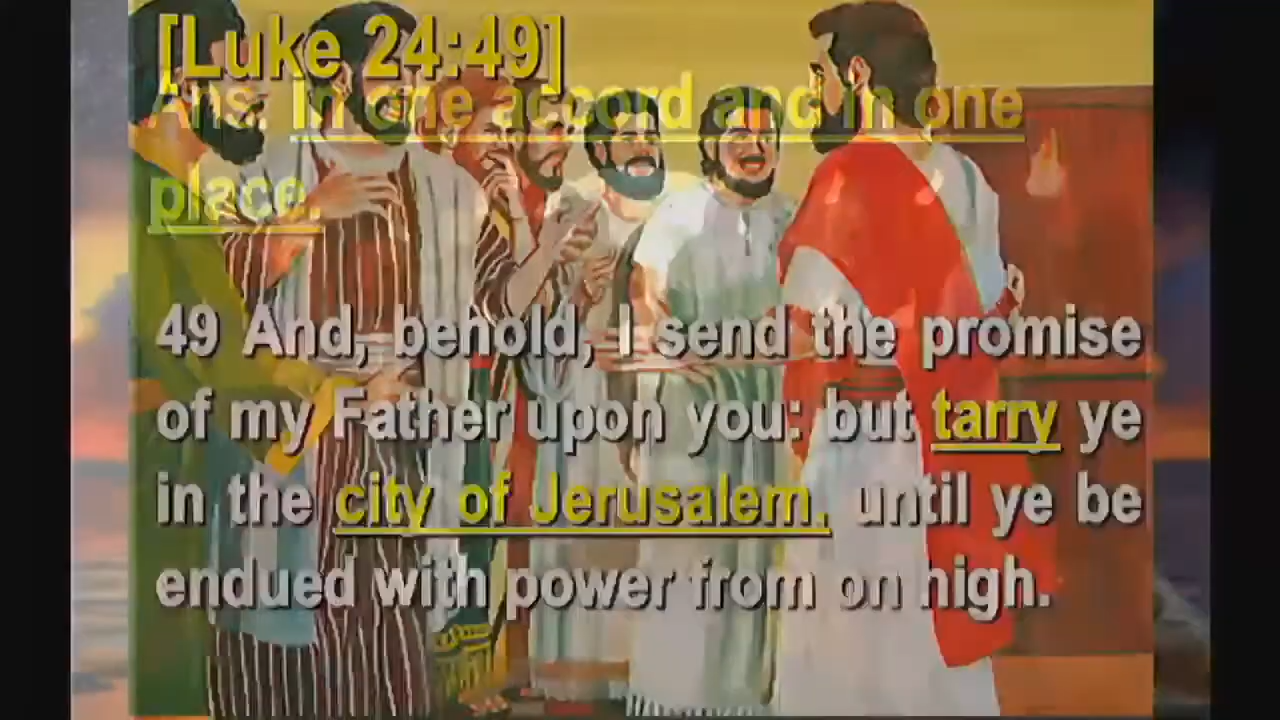 [Luke 24:49]
Ans: In one accord and in one
place.
49 And, behold, I send the promise
of my Father upon you: but tarry ye
in the city of Jerusalem, until ye be
endued with power from on high.